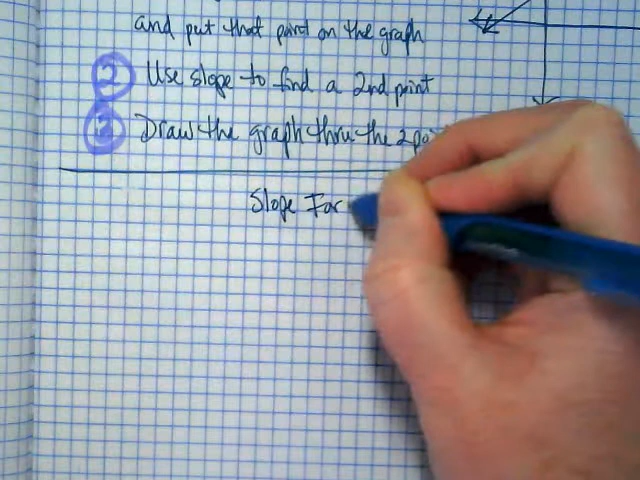 and put that point on the graph
2 Use slope to find a 2nd point
3 Draw the graph thru the 2
Slope For